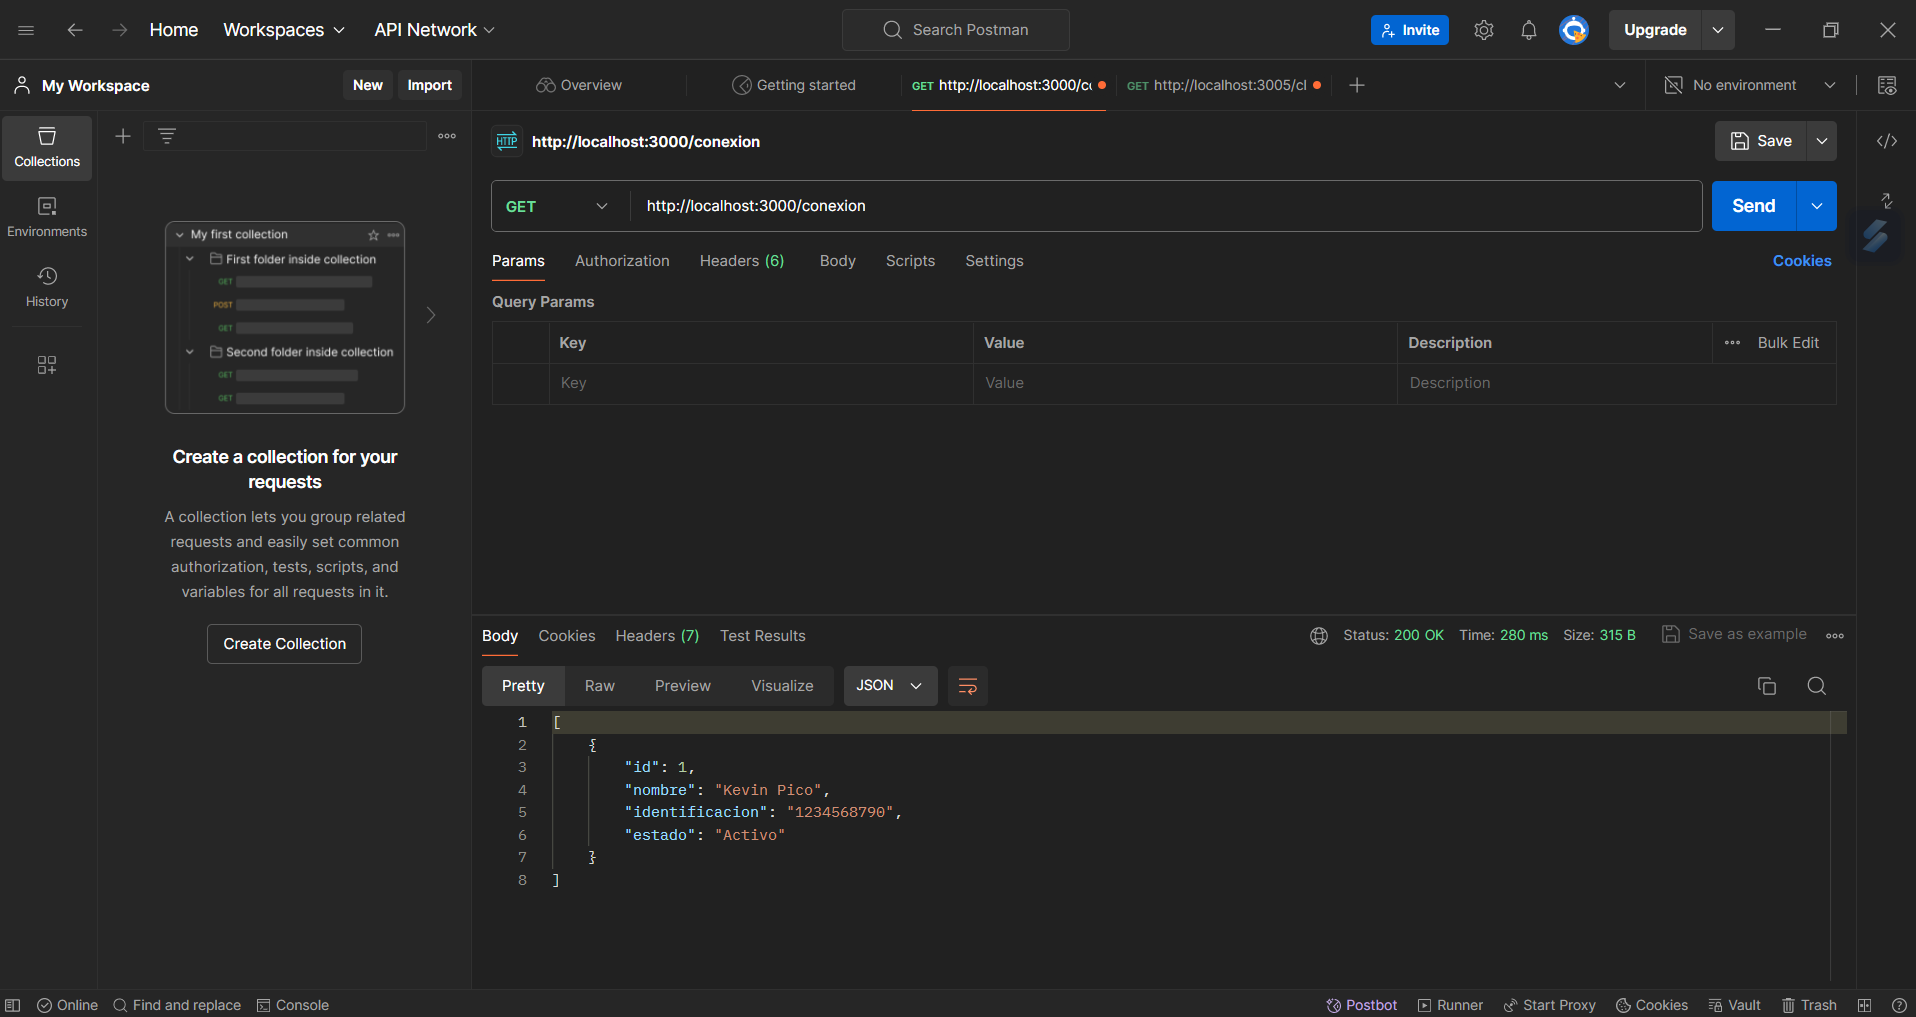 Home Workspaces API Network Search Postman Invite Upgrade
My Workspace New Import Overview Getting started GET http://localhost:3000/c GET http://localhost:3005/cl No environment
Collections
Environments
History
My first collection
First folder inside collection
GET
POST
GET
Second folder inside collection
GET
GET
Create a collection for your
requests
A collection lets you group related
requests and easily set common
authorization, tests, scripts, and
variables for all requests in it.
Create Collection
HTTP http://localhost:3000/conexion Save
GET http://localhost:3000/conexion Send
Params Authorization Headers (6) Body Scripts Settings Cookies
Query Params
Key Value Description Bulk Edit
Key Value Description
Body Cookies Headers (7) Test Results Status: 200 OK Time: 280 ms Size: 315 B Save as example
Pretty Raw Preview Visualize JSON
1 [
2 {
3 "id": 1,
4 "nombre": "Kevin Pico",
5 "identificacion": "1234568790",
6 "estado": "Activo"
7 }
8 ]
Online Find and replace Console Postbot Runner Start Proxy Cookies Vault Trash